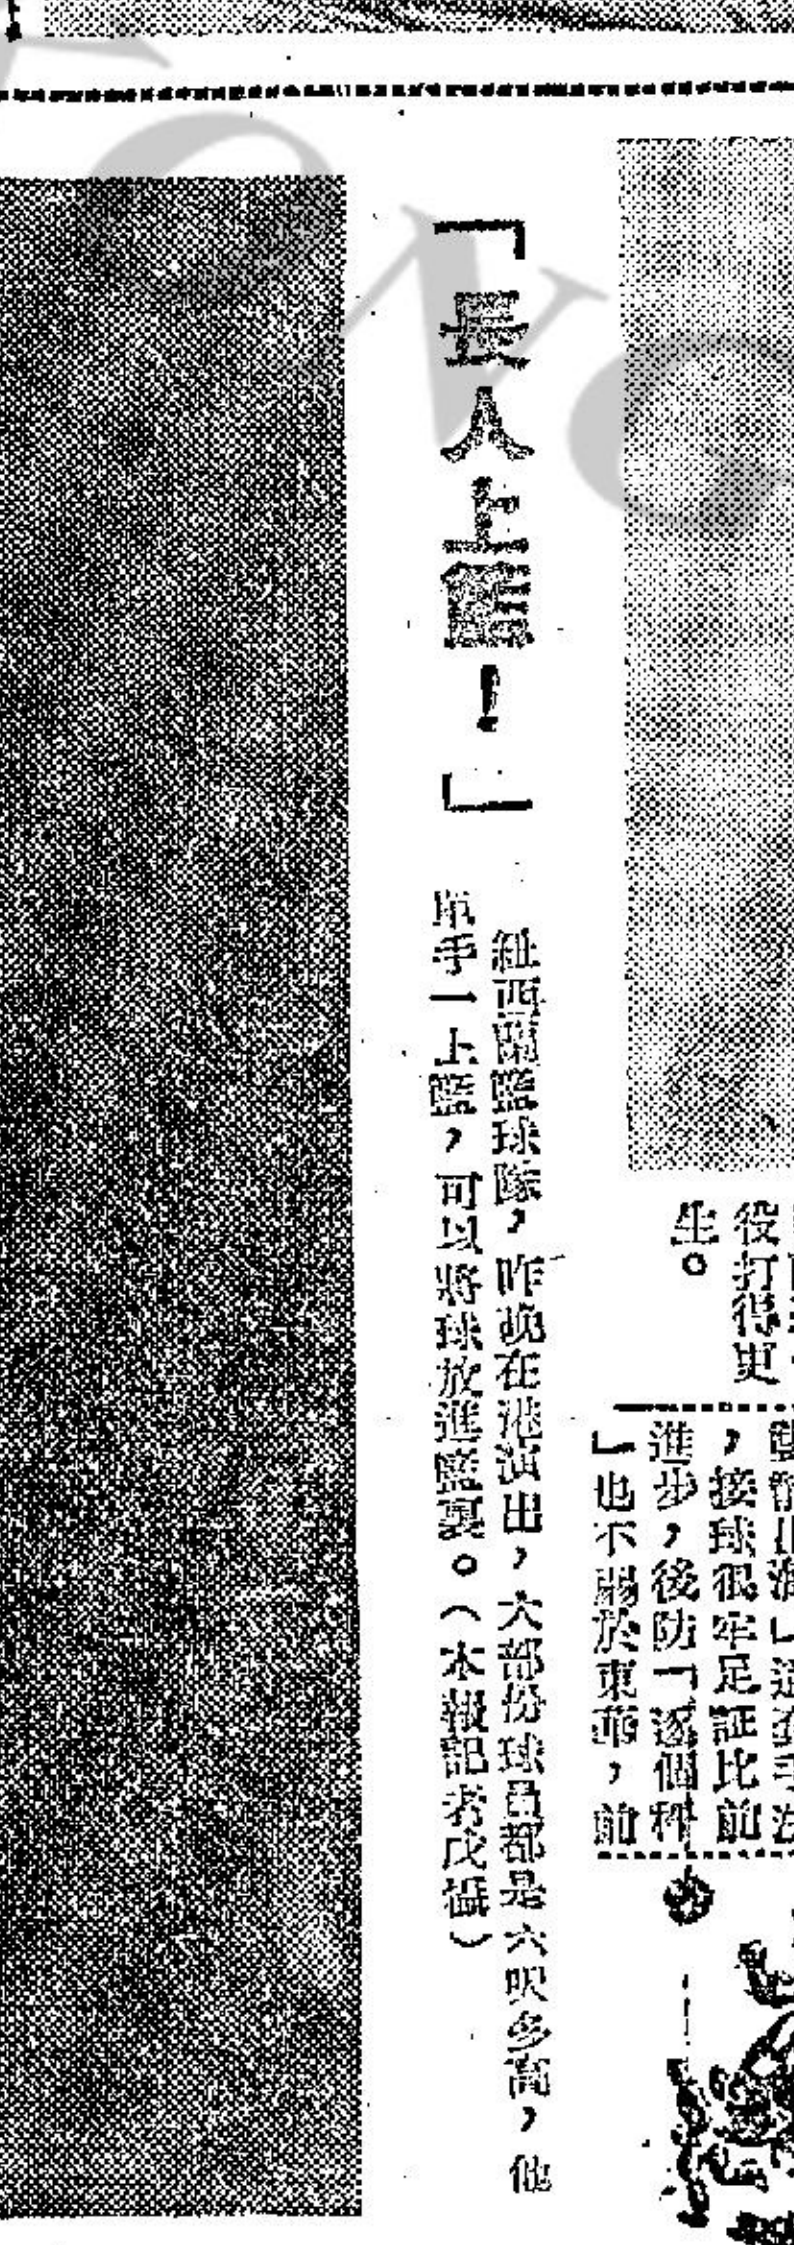 役打得更
生。
，接球很牢足証比前
進步，後防「逐個秤
」也不弱於東華，前
「長人上籃！」
紐西蘭籃球隊，昨晚在港演出，大部份球員都是六呎多高，他
單手一上籃，可以將球放進籃裏。（本報記者戊攝）
ONG